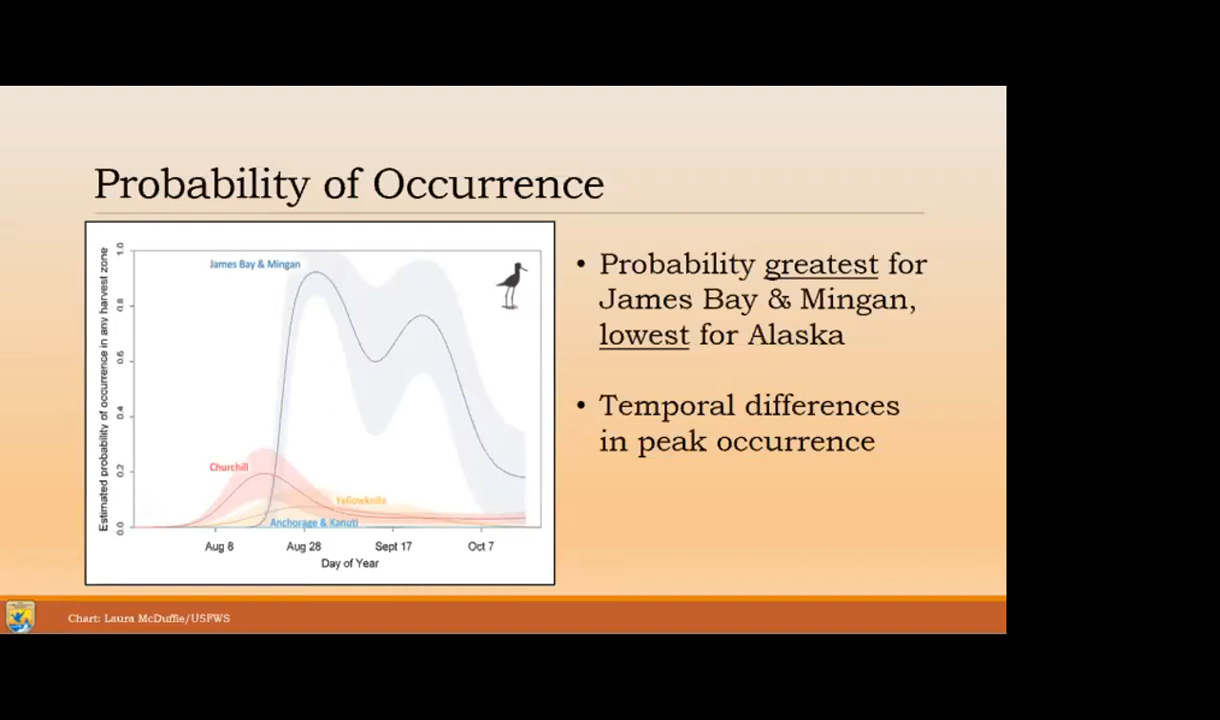 Probability of Occurrence
Estimated probability of occurrence in any harvest zone
1.0
0.8
0.6
0.4
0.2
0.0
James Bay & Mingan
Churchill
Yellowknife
Anchorage & Kanuti
Aug 8
Aug 28
Sept 17
Oct 7
Day of Year
• Probability greatest for
James Bay & Mingan,
lowest for Alaska
• Temporal differences
in peak occurrence
Chart: Laura McDuffie/USFWS